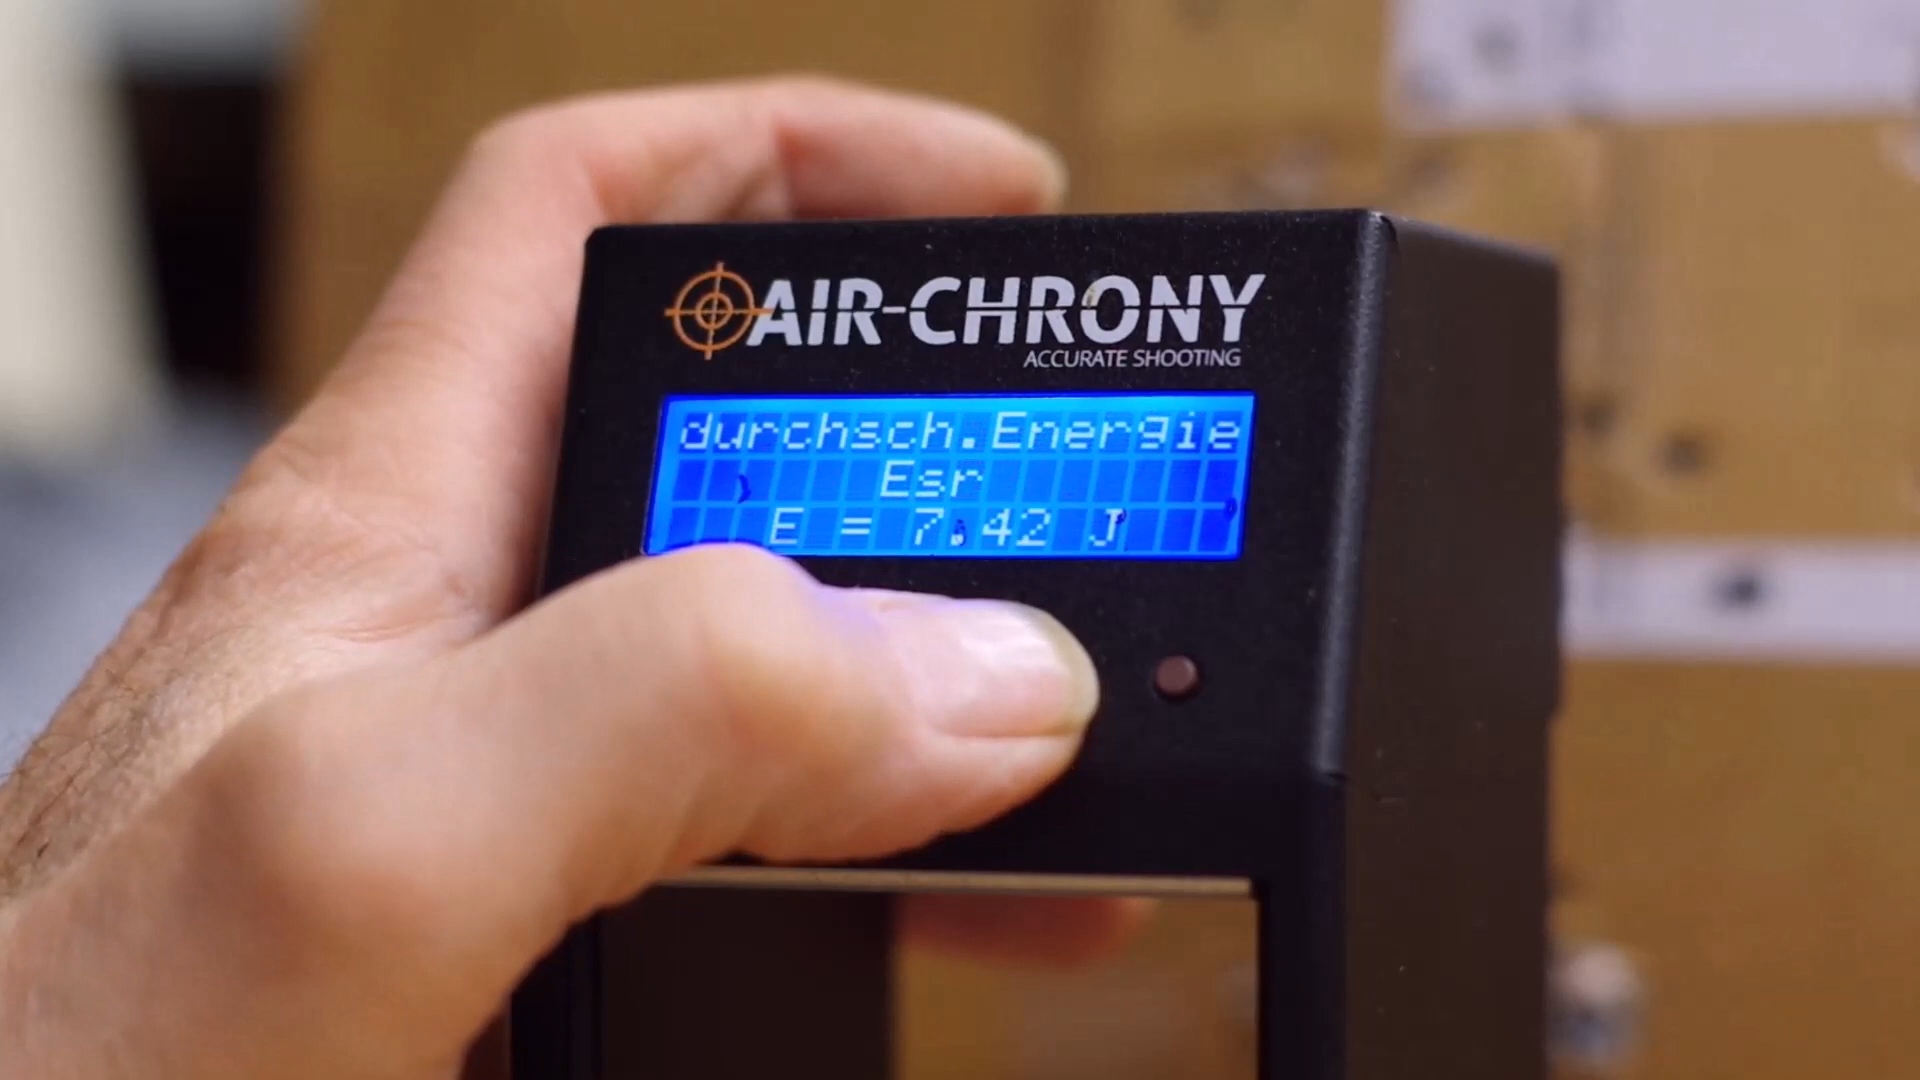 AIR-CHRONY
ACCURATE SHOOTING
durchsch.Energie
Esr
E = 7.42 J